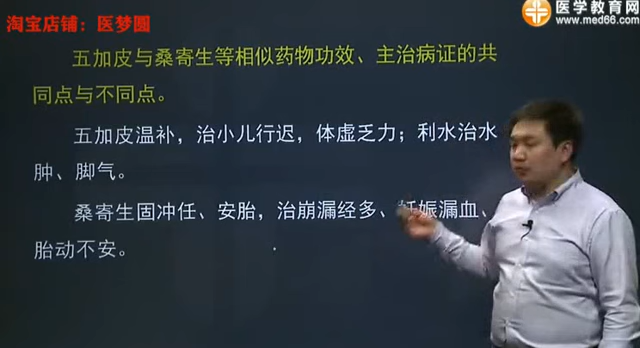 淘宝店铺：医梦圆
医学教育网
www.med66.com
五加皮与桑寄生等相似药物功效、主治病证的共
同点与不同点。
五加皮温补，治小儿行迟，体虚乏力；利水治水
肿、脚气。
桑寄生固冲任、安胎，治崩漏经多、妊娠漏血、
胎动不安。